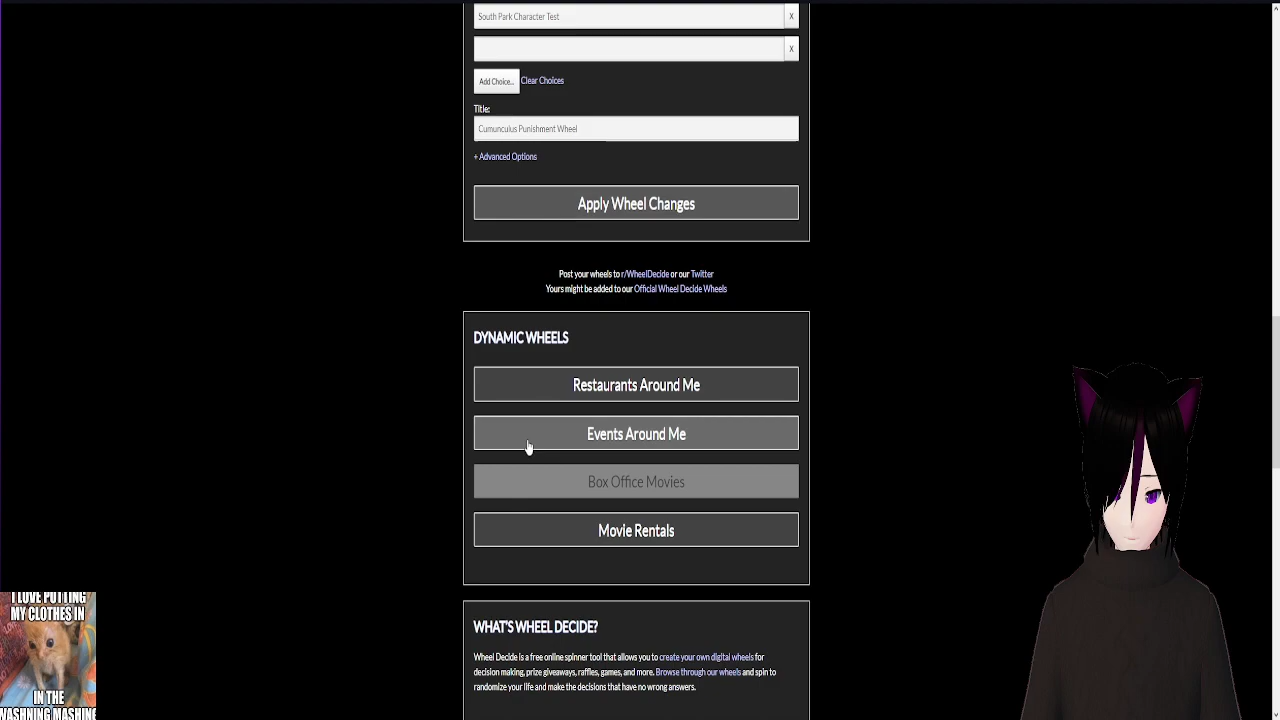 South Park Character Test
X
X
Add Choice... Clear Choices
Title:
Cumunculus Punishment Wheel
+ Advanced Options
Apply Wheel Changes
Post your wheels to r/WheelDecide or our Twitter
Yours might be added to our Official Wheel Decide Wheels
DYNAMIC WHEELS
Restaurants Around Me
Events Around Me
Box Office Movies
Movie Rentals
WHAT'S WHEEL DECIDE?
Wheel Decide is a free online spinner tool that allows you to create your own digital wheels for
decision making, prize giveaways, raffles, games, and more. Browse through our wheels and spin to
randomize your life and make the decisions that have no wrong answers.
I LOVE PUTTING
MY CLOTHES IN
IN THE
WASHNING MASHINE